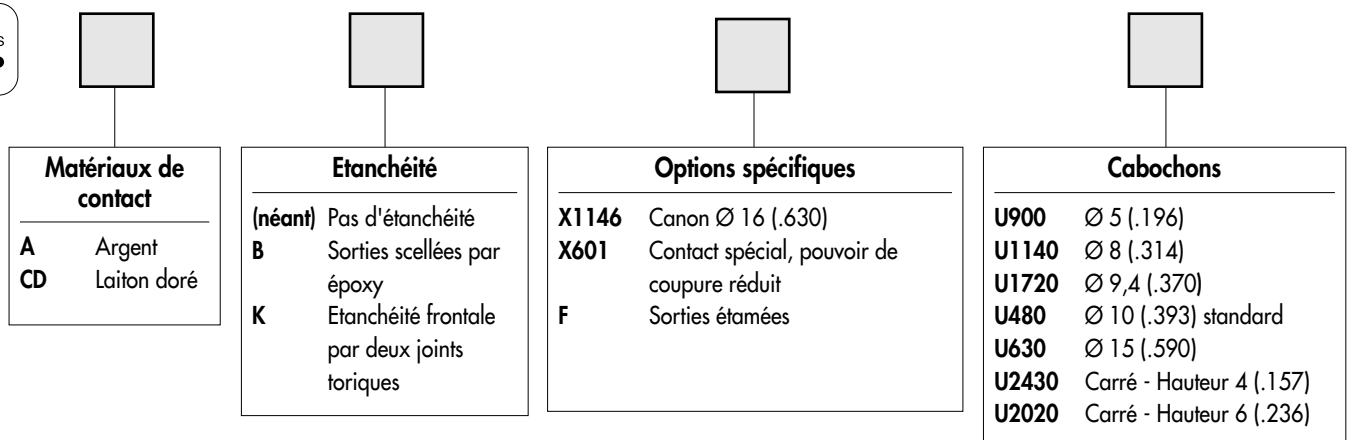 s
Matériaux de
contact
A Argent
CD Laiton doré
Etanchéité
(néant) Pas d'étanchéité
B Sorties scellées par
époxy
K Etanchéité frontale
par deux joints
toriques
Options spécifiques
X1146 Canon Ø 16 (.630)
X601 Contact spécial, pouvoir de
coupure réduit
F Sorties étamées
Cabochons
U900 Ø 5 (.196)
U1140 Ø 8 (.314)
U1720 Ø 9,4 (.370)
U480 Ø 10 (.393) standard
U630 Ø 15 (.590)
U2430 Carré - Hauteur 4 (.157)
U2020 Carré - Hauteur 6 (.236)